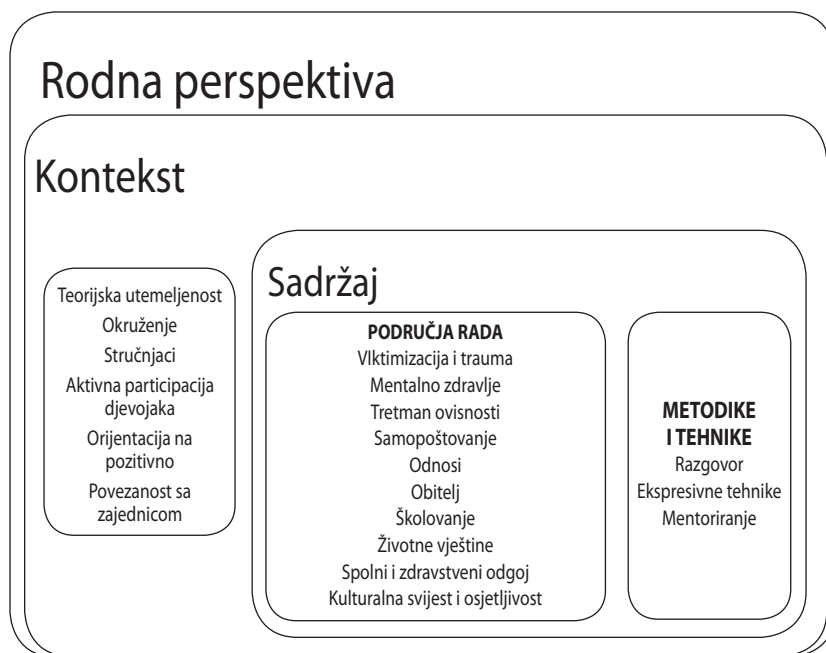 Rodna perspektiva
Kontekst
Teorijska utemeljenost
Okruženje
Stručnjaci
Aktivna participacija
djevojaka
Orijentacija na
pozitivno
Povezanost sa
zajednicom
Sadržaj
PODRUČJA RADA
VIktimizacija i trauma
Mentalno zdravlje
Tretman ovisnosti
Samopoštovanje
Odnosi
Obitelj
Školovanje
Životne vještine
Spolni i zdravstveni odgoj
Kulturalna svijest i osjetljivost
METODIKE
I TEHNIKE
Razgovor
Ekspresivne tehnike
Mentoriranje